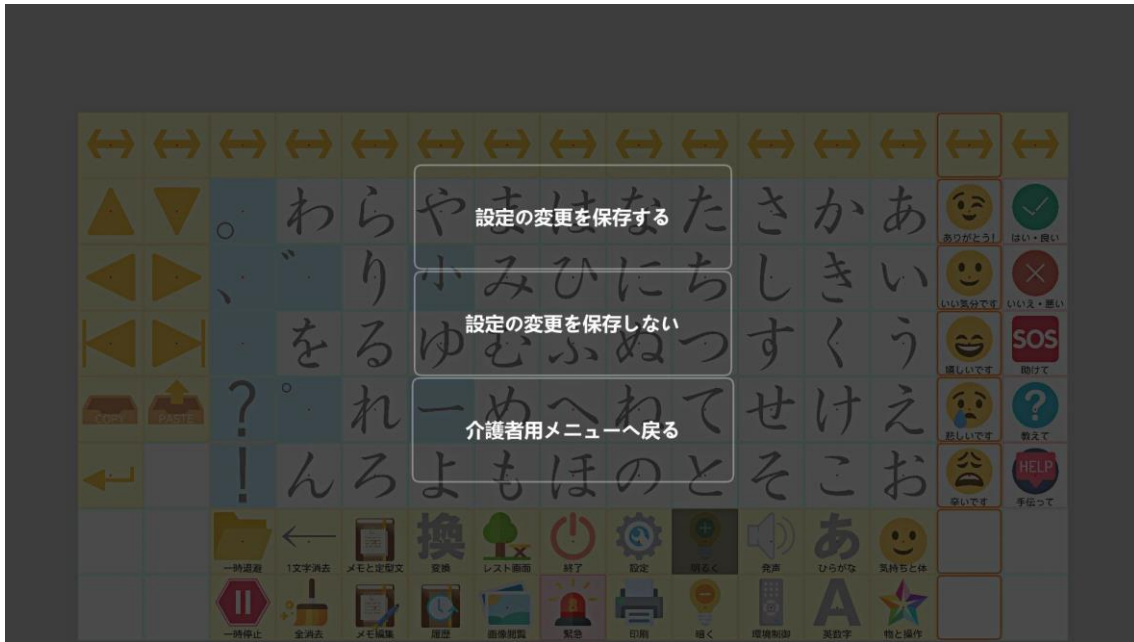 設定の変更を保存する
設定の変更を保存しない
介護者用メニューへ戻る
。 わ ら や ま は な た さ か あ
ありがとう! はい・良い
、 ゛ り 小 み ひ に ち し き い
いい気分です いいえ・悪い
を る ゆ む ふ ぬ つ す く う
SOS
嬉しいです 助けて
COPY PASTE ? ゜ れ ー め へ ね て せ け え ?
悲しいです 教えて
! ん ろ よ も ほ の と そ こ お
HELP
辛いです 手伝って
換 あ
一時退避 1文字消去 メモと定型文 変換 レスト画面 終了 設定 明るく 発声 ひらがな 気持ちと体
A
一時停止 全消去 メモ編集 履歴 画像閲覧 緊急 印刷 暗く 環境制御 英数字 物と操作